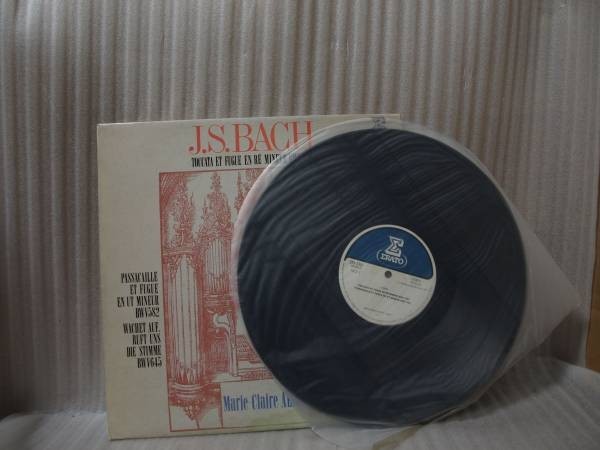 J.S.BACH
TOCCATA ET FUGUE EN RÉ MINEUR
PASSACAILLE
ET FUGUE
EN UT MINEUR
BWV582
WACHET AUF,
RUFT UNS
DIE STIMME
BWV645
Marie Claire
ERATO